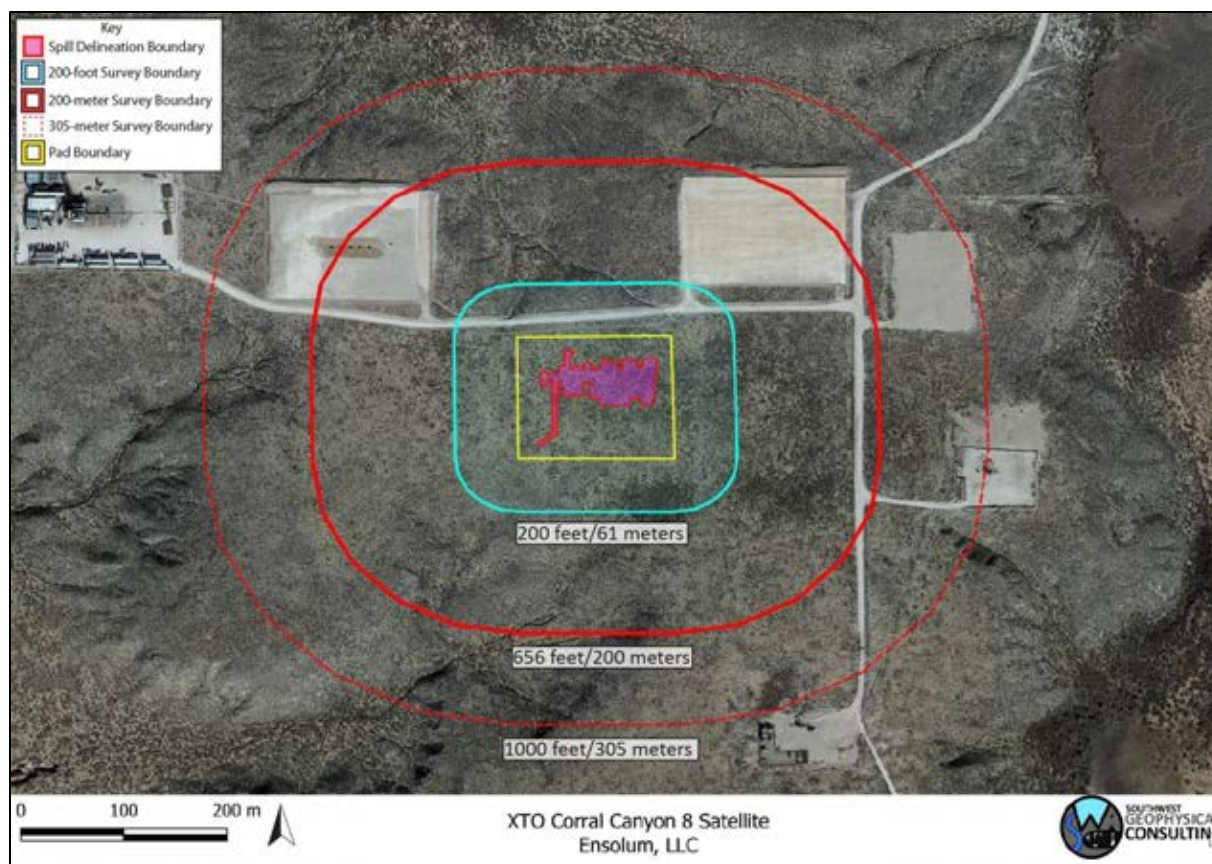 Key
Spill Delineation Boundary
200-foot Survey Boundary
200-meter Survey Boundary
305-meter Survey Boundary
Pad Boundary
200 feet/61 meters
656 feet/200 meters
1000 feet/305 meters
0 100 200 m
XTO Corral Canyon 8 Satellite
Ensolum, LLC
SOUTHWEST
GEOPHYSICAL
CONSULTING